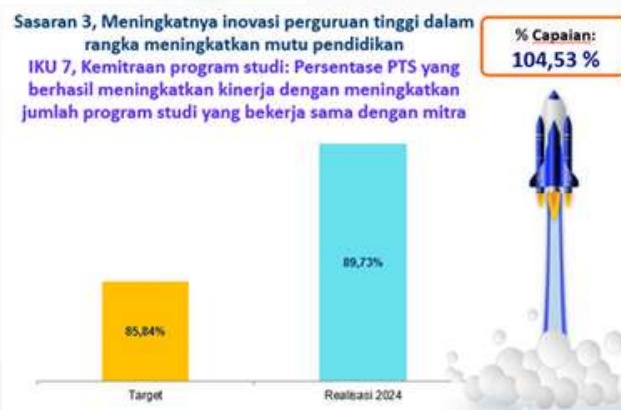 Sasaran 3, Meningkatnya inovasi perguruan tinggi dalam
rangka meningkatkan mutu pendidikan
IKU 7, Kemitraan program studi: Persentase PTS yang
berhasil meningkatkan kinerja dengan meningkatkan
jumlah program studi yang bekerja sama dengan mitra
% Capaian:
104,53 %
89,73%
85,84%
Target
Realisasi 2024